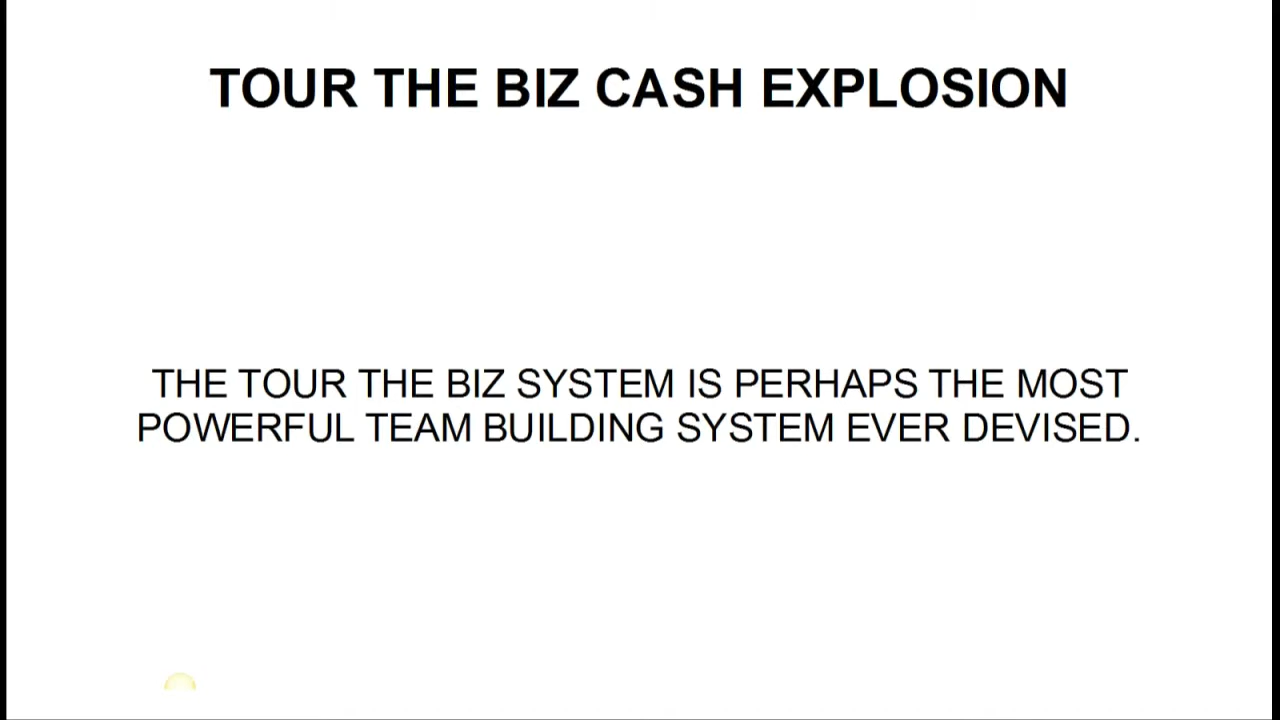 TOUR THE BIZ CASH EXPLOSION
THE TOUR THE BIZ SYSTEM IS PERHAPS THE MOST
POWERFUL TEAM BUILDING SYSTEM EVER DEVISED.